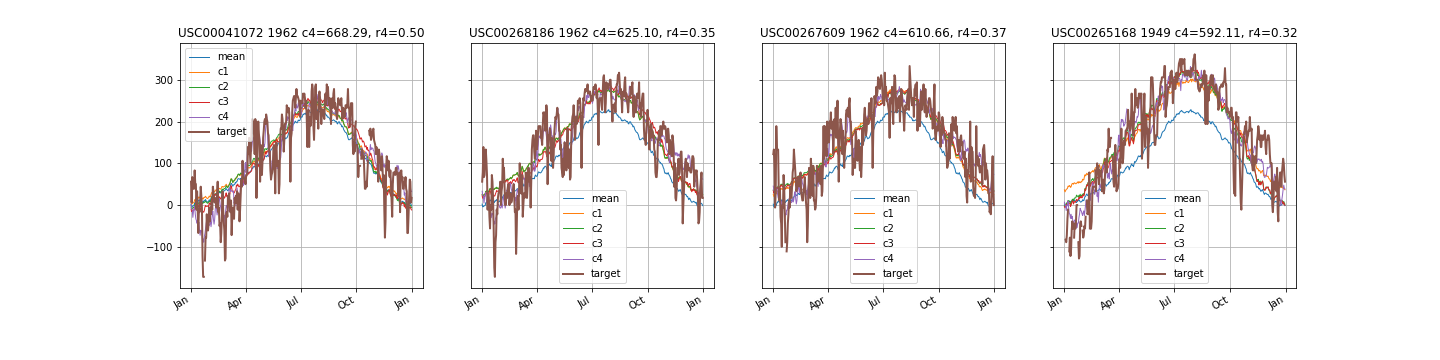 USC00041072 1962 c4=668.29, r4=0.50
USC00268186 1962 c4=625.10, r4=0.35
USC00267609 1962 c4=610.66, r4=0.37
USC00265168 1949 c4=592.11, r4=0.32
300
200
100
0
−100
mean
c1
c2
c3
c4
target
Jan
Apr
Jul
Oct
Jan
mean
c1
c2
c3
c4
target
Jan
Apr
Jul
Oct
Jan
mean
c1
c2
c3
c4
target
Jan
Apr
Jul
Oct
Jan
mean
c1
c2
c3
c4
target
Jan
Apr
Jul
Oct
Jan